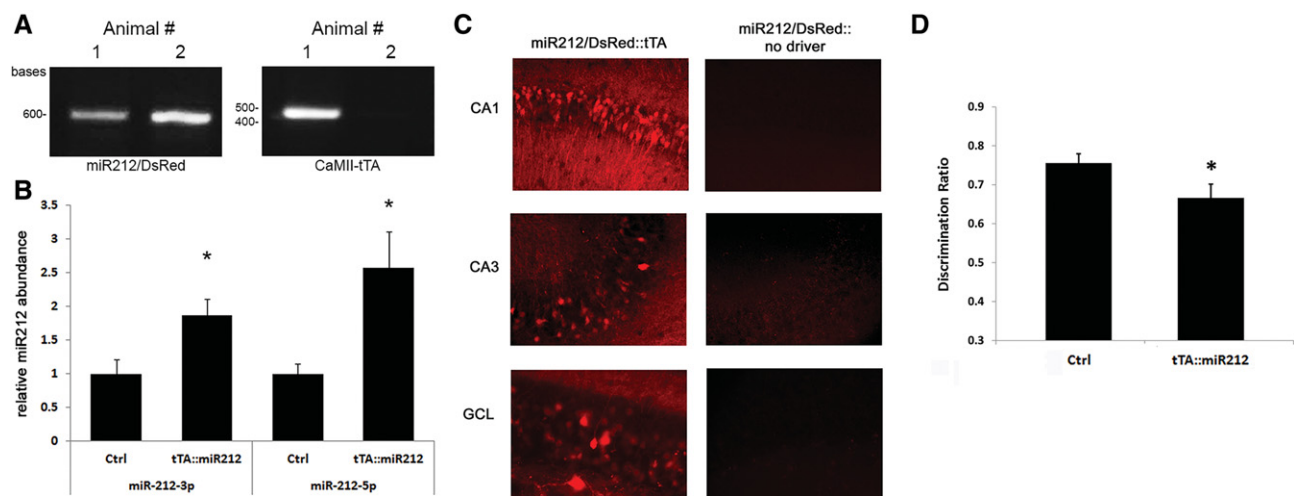 A
Animal #
1 2
bases
600-
miR212/DsRed
Animal #
1 2
500-
400-
CaMII-tTA
B
relative miR212 abundance
3.5
3
2.5
2
1.5
1
0.5
0
*
*
Ctrl tTA::miR212 Ctrl tTA::miR212
miR-212-3p miR-212-5p
C
miR212/DsRed::tTA
miR212/DsRed::
no driver
CA1
CA3
GCL
D
Discrimination Ratio
0.9
0.8
0.7
0.6
0.5
0.4
0.3
*
Ctrl tTA::miR212